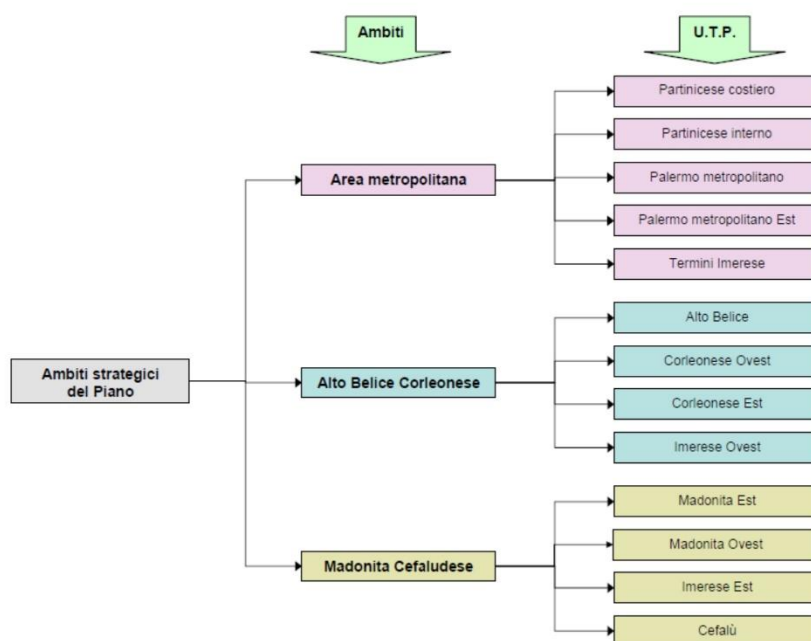 Ambiti
U.T.P.
Partinicese costiero
Partinicese interno
Area metropolitana
Palermo metropolitano
Palermo metropolitano Est
Termini Imerese
Alto Belice
Corleonese Ovest
Ambiti strategici
del Piano
Alto Belice Corleonese
Corleonese Est
Imerese Ovest
Madonita Est
Madonita Ovest
Madonita Cefaludese
Imerese Est
Cefalù